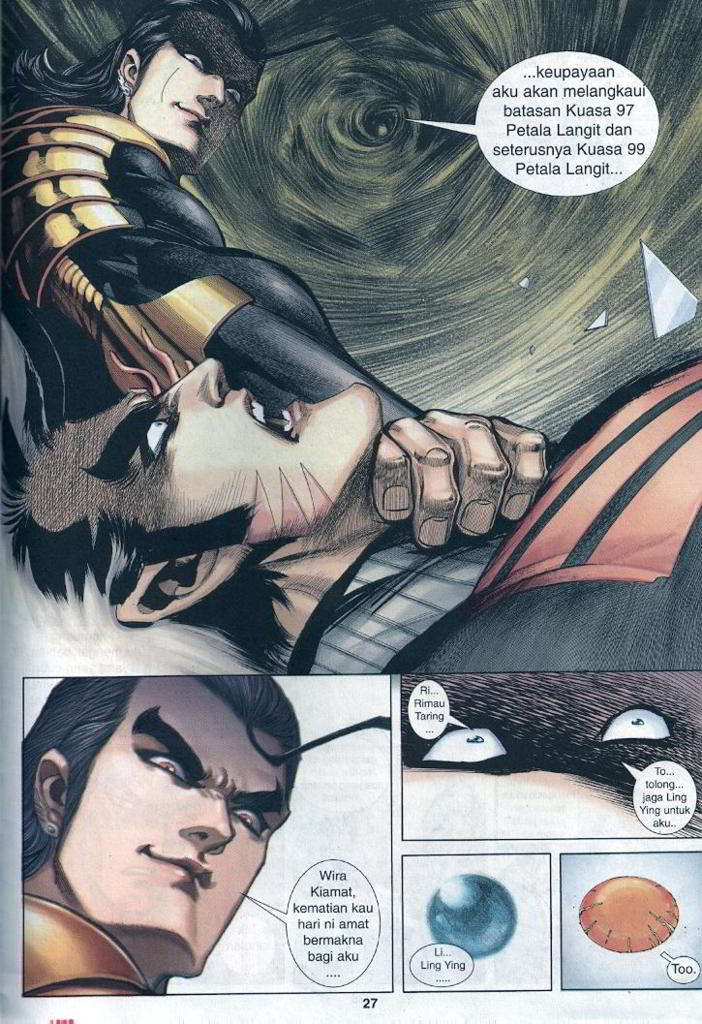 ...keupayaan
aku akan melangkaui
batasan Kuasa 97
Petala Langit dan
seterusnya Kuasa 99
Petala Langit...
Wira
Kiamat,
kematian kau
hari ni amat
bermakna
bagi aku
....
Ri...
Rimau
Taring
...
To...
tolong...
jaga Ling
Ying untuk
aku..
Li...
Ling Ying
.....
Too.
27